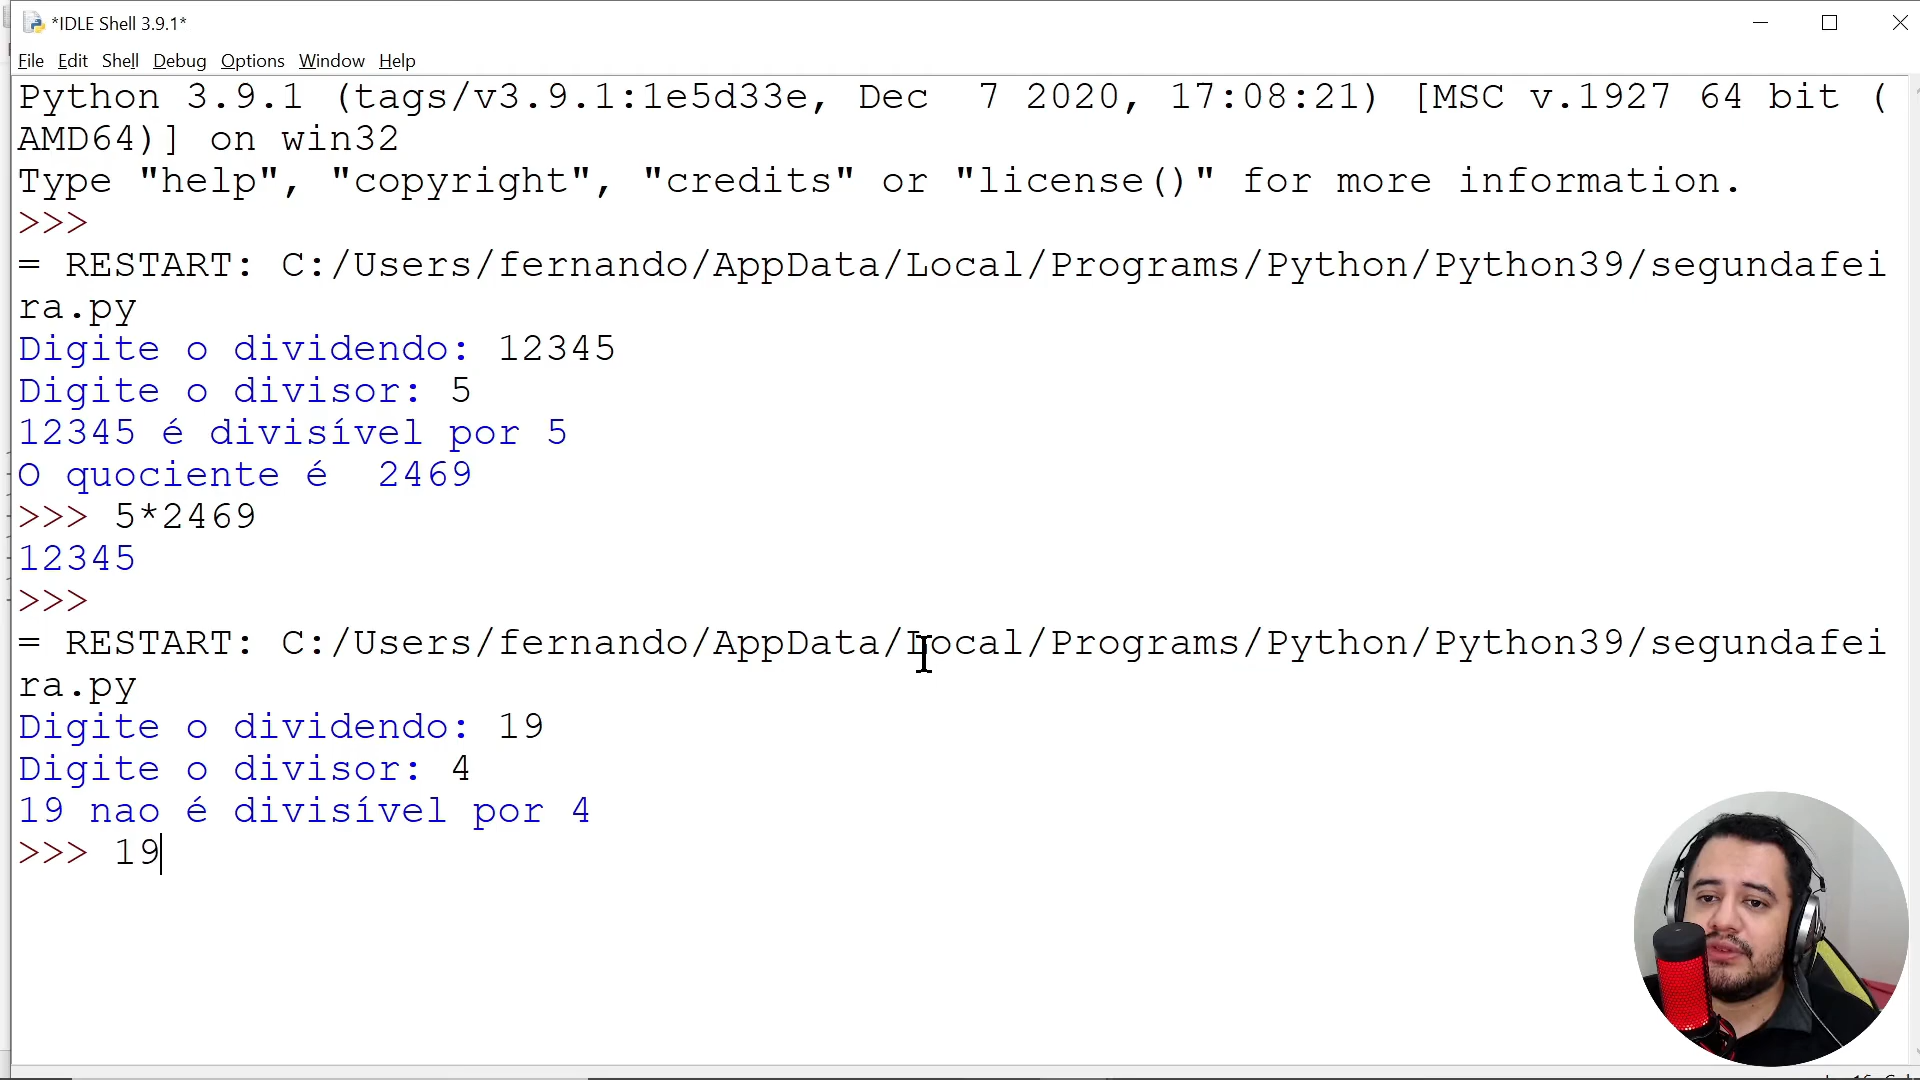 *IDLE Shell 3.9.1*
File Edit Shell Debug Options Window Help
Python 3.9.1 (tags/v3.9.1:1e5d33e, Dec  7 2020, 17:08:21) [MSC v.1927 64 bit (
AMD64)] on win32
Type "help", "copyright", "credits" or "license()" for more information.
>>>
= RESTART: C:/Users/fernando/AppData/Local/Programs/Python/Python39/segundafei
ra.py
Digite o dividendo: 12345
Digite o divisor: 5
12345 é divisível por 5
O quociente é  2469
>>> 5*2469
12345
>>>
= RESTART: C:/Users/fernando/AppData/Local/Programs/Python/Python39/segundafei
ra.py
Digite o dividendo: 19
Digite o divisor: 4
19 nao é divisível por 4
>>> 19